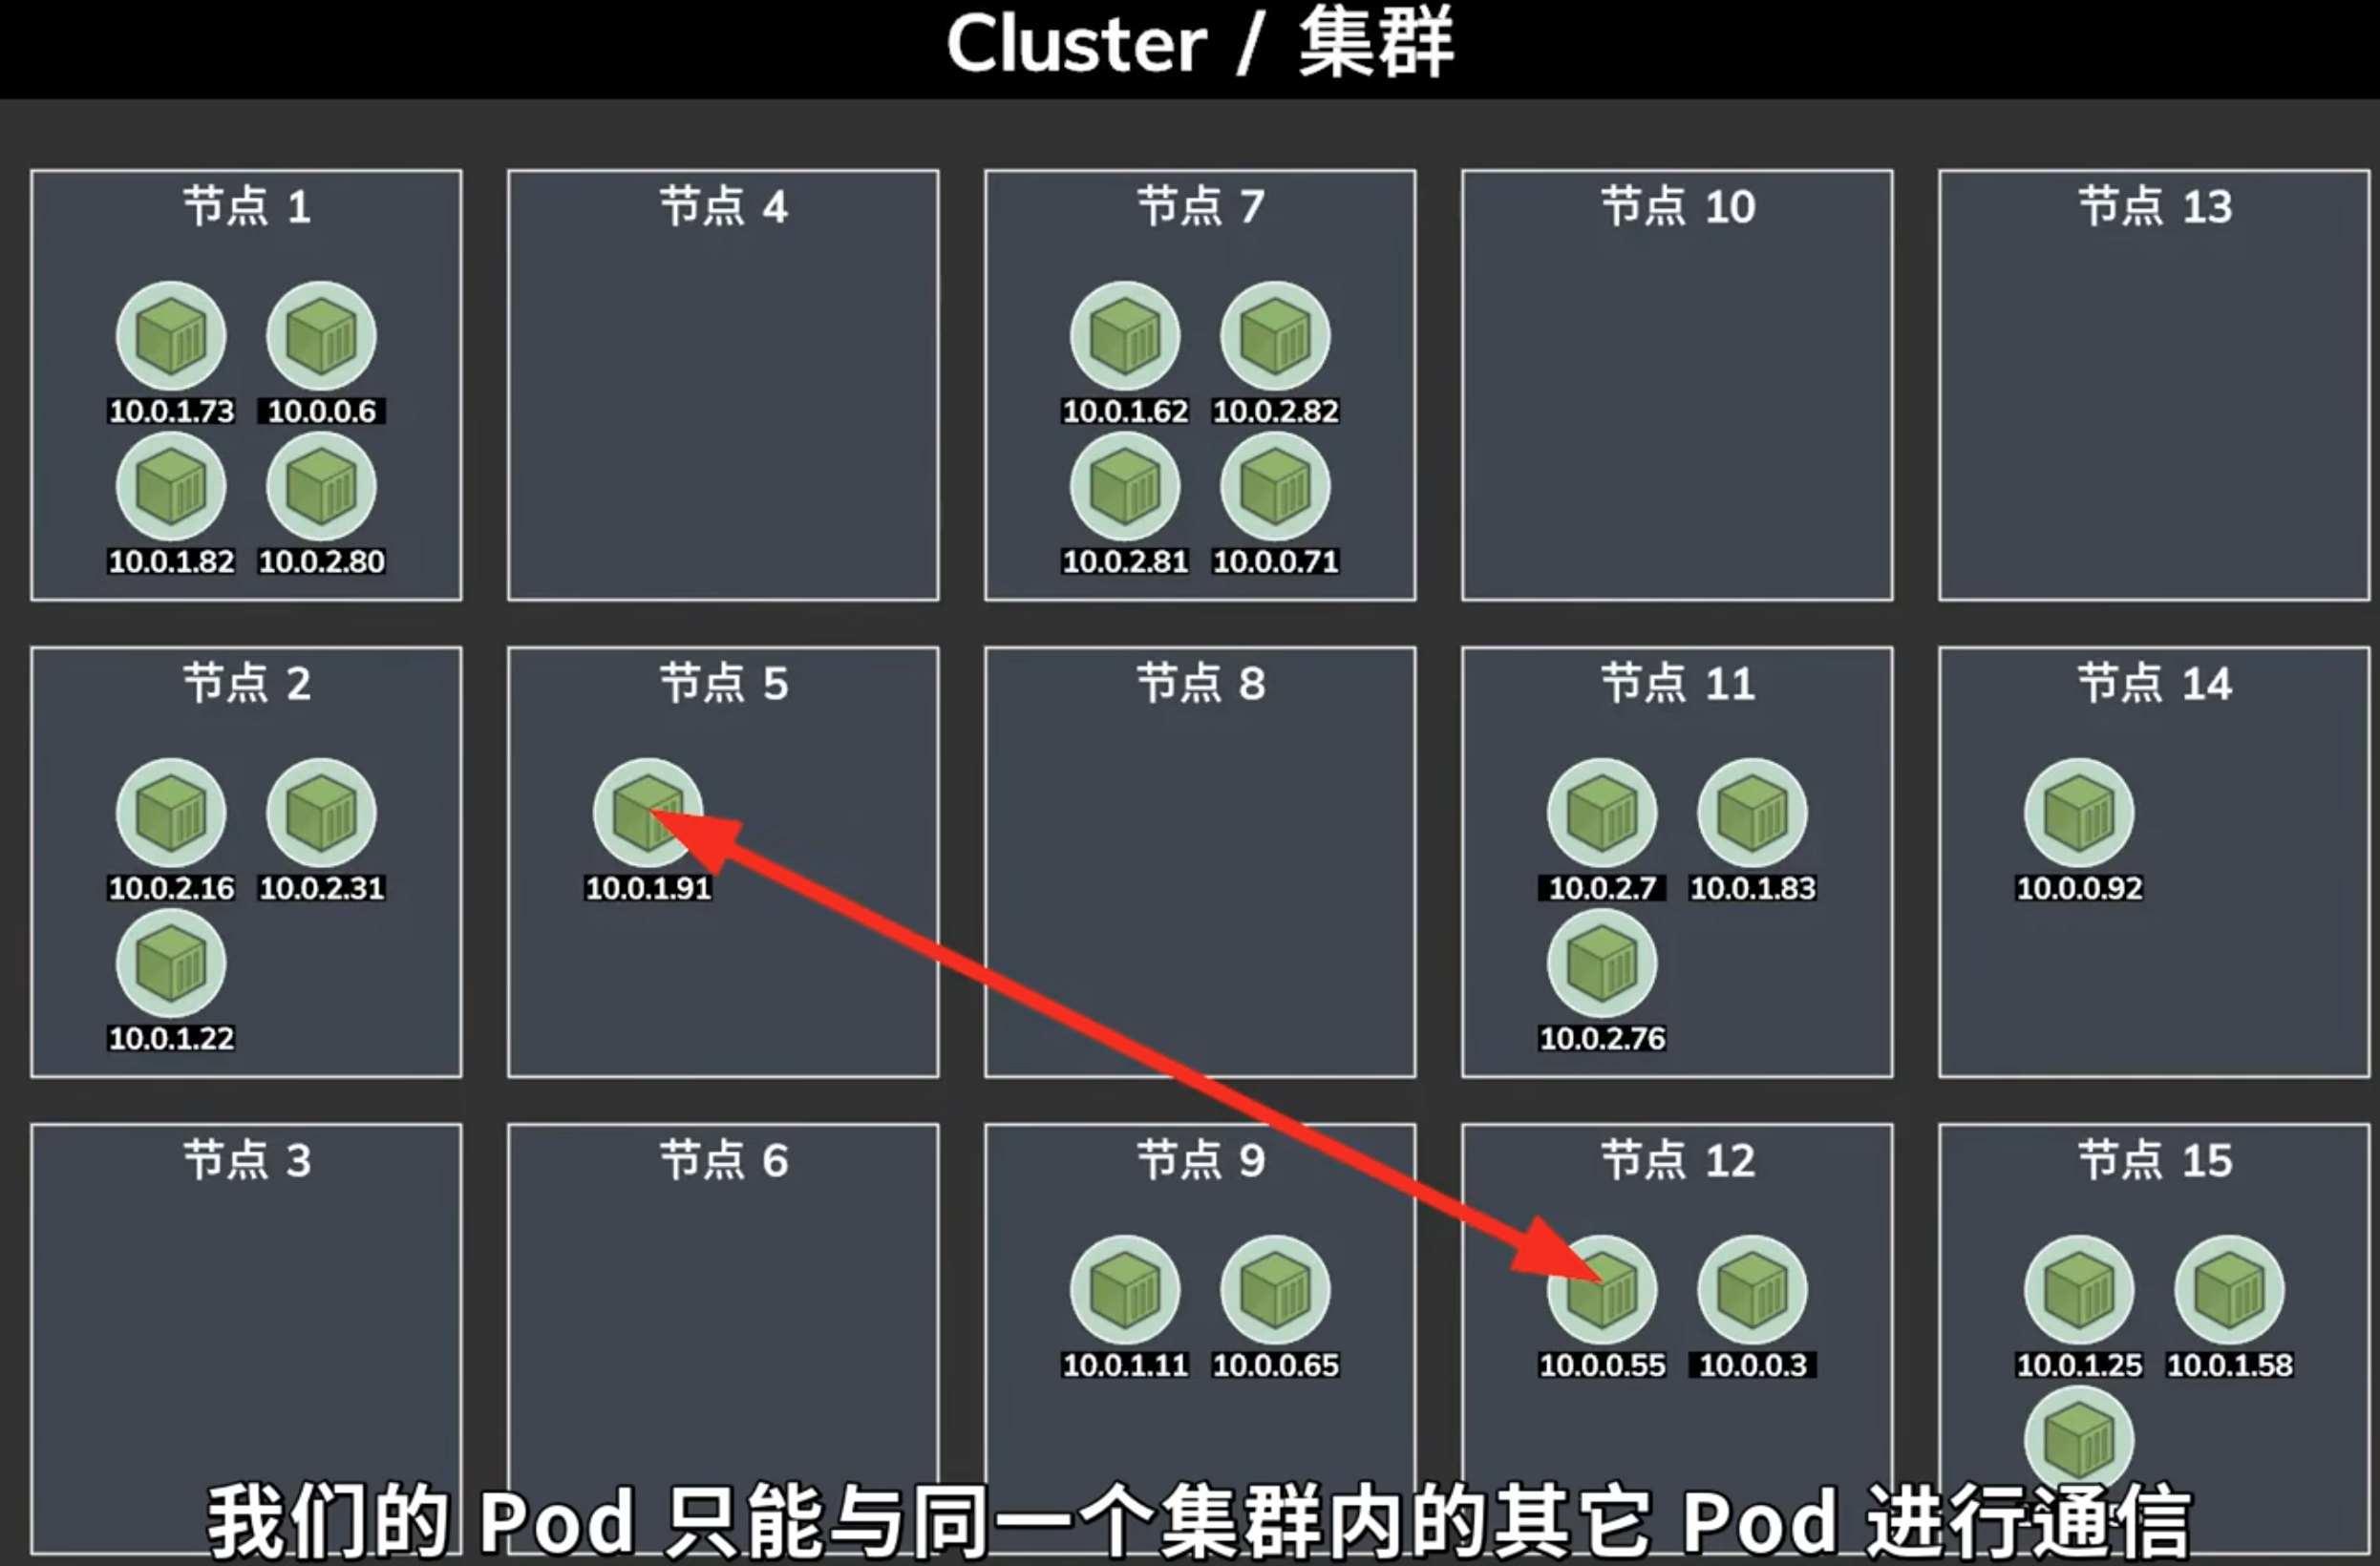 Cluster / 集群
节点 1
节点 4
节点 7
节点 10
节点 13
10.0.1.73 10.0.0.6
10.0.1.62 10.0.2.82
10.0.1.82 10.0.2.80
10.0.2.81 10.0.0.71
节点 2
节点 5
节点 8
节点 11
节点 14
10.0.2.16 10.0.2.31
10.0.1.91
10.0.2.7 10.0.1.83
10.0.0.92
10.0.1.22
10.0.2.76
节点 3
节点 6
节点 9
节点 12
节点 15
10.0.1.11 10.0.0.65
10.0.0.55 10.0.0.3
10.0.1.25 10.0.1.58
我们的 Pod 只能与同一个集群内的其它 Pod 进行通信